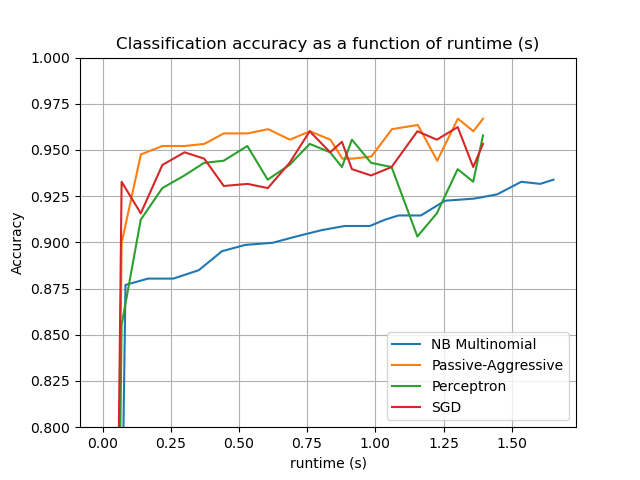 Classification accuracy as a function of runtime (s)
1.000
0.975
0.950
0.925
0.900
0.875
0.850
0.825
0.800
Accuracy
NB Multinomial
Passive-Aggressive
Perceptron
SGD
0.00 0.25 0.50 0.75 1.00 1.25 1.50
runtime (s)